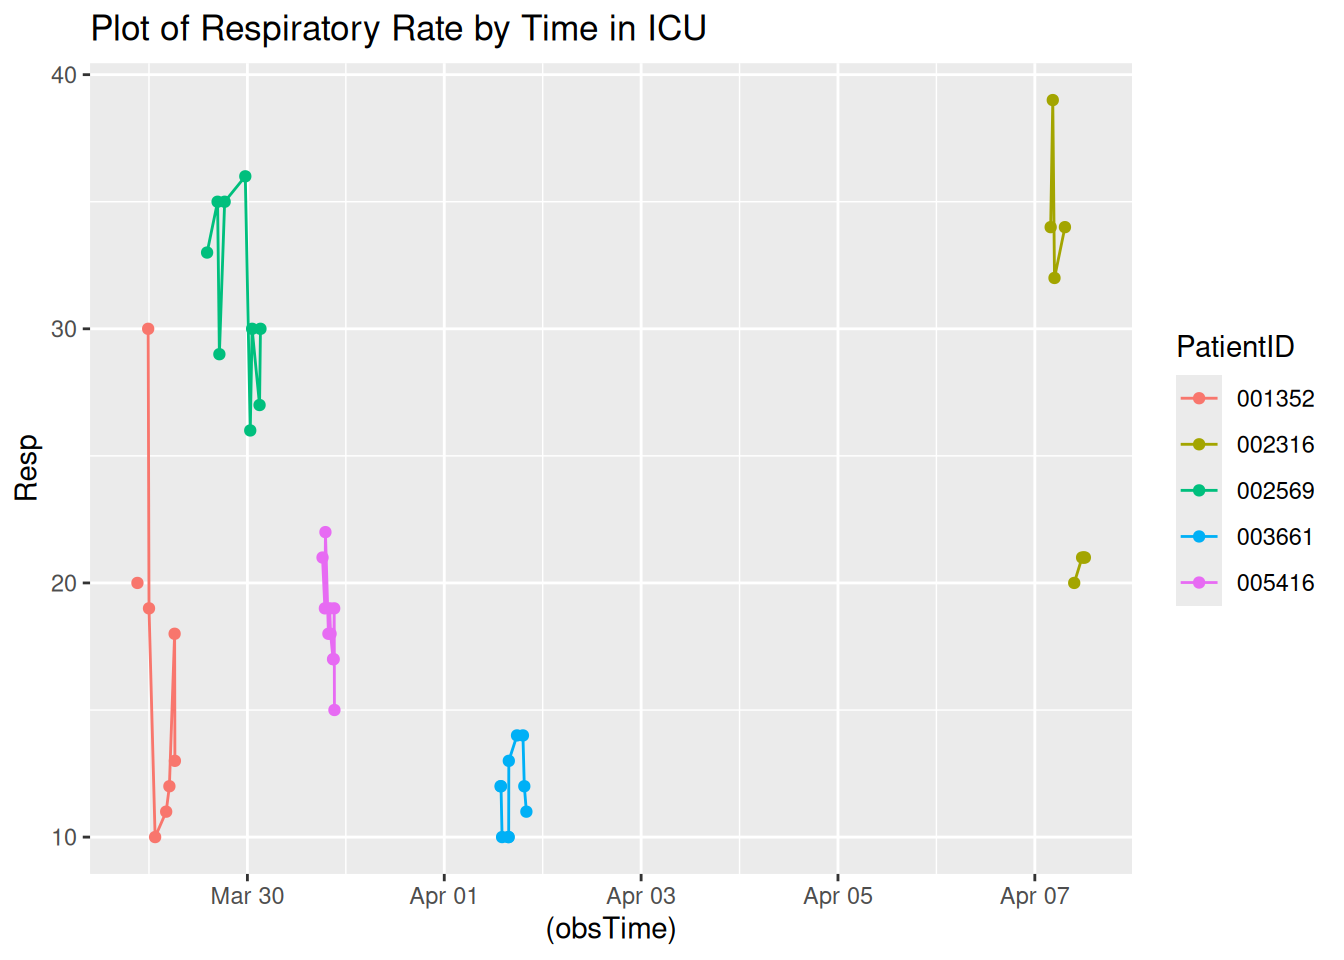 Plot of Respiratory Rate by Time in ICU
40
30
20
10
Resp
Mar 30
Apr 01
Apr 03
Apr 05
Apr 07
(obsTime)
PatientID
001352
002316
002569
003661
005416